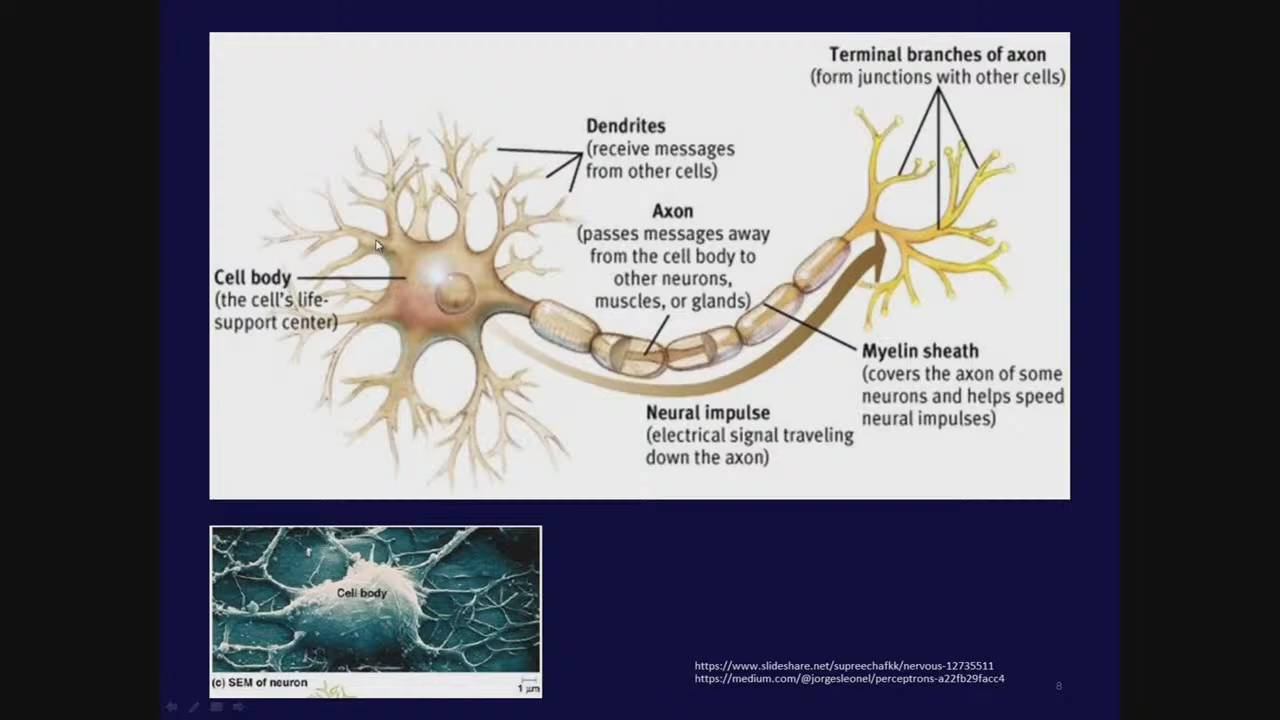 Terminal branches of axon
(form junctions with other cells)
Dendrites
(receive messages
from other cells)
Axon
(passes messages away
from the cell body to
other neurons,
muscles, or glands)
Cell body
(the cell's life-
support center)
Myelin sheath
(covers the axon of some
neurons and helps speed
neural impulses)
Neural impulse
(electrical signal traveling
down the axon)
Cell body
(c) SEM of neuron
1 μm
https://www.slideshare.net/supreechafkk/nervous-12735511
https://medium.com/@jorgesleonel/perceptrons-a22fb29facc4
8